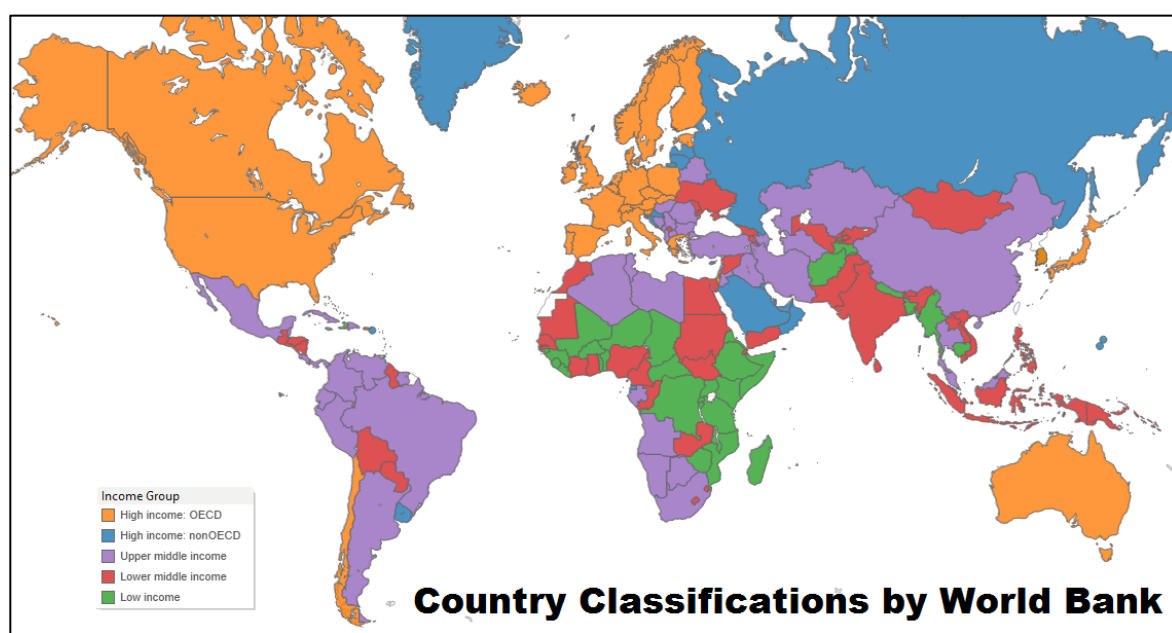 Income Group
High income: OECD
High income: nonOECD
Upper middle income
Lower middle income
Low income
Country Classifications by World Bank